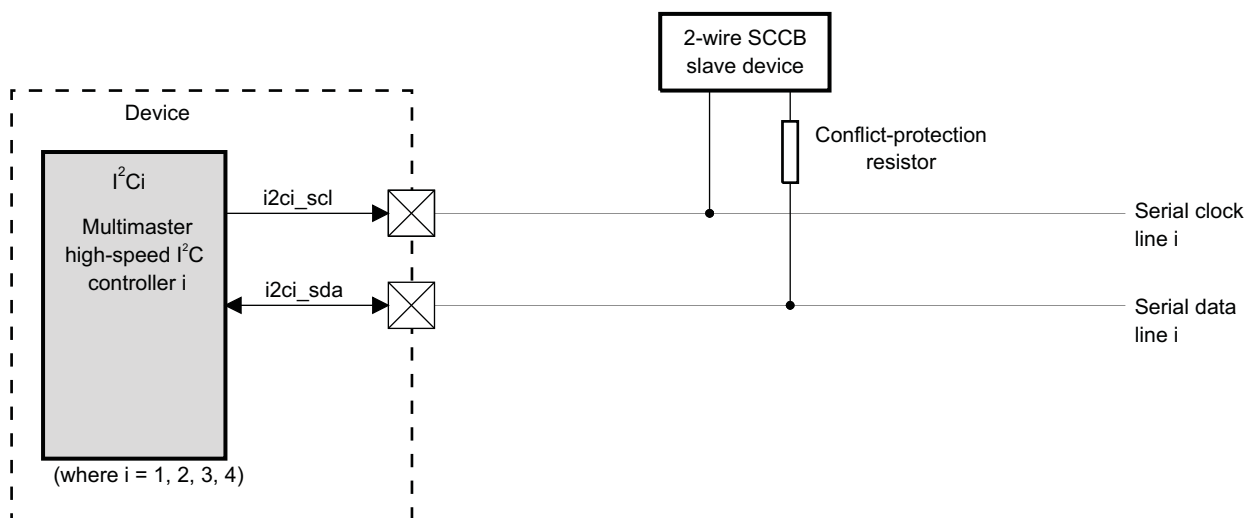 2-wire SCCB
slave device
Device
Conflict-protection
resistor
I²Ci
i2ci_scl
Multimaster
high-speed I²C
controller i
Serial clock
line i
i2ci_sda
Serial data
line i
(where i = 1, 2, 3, 4)